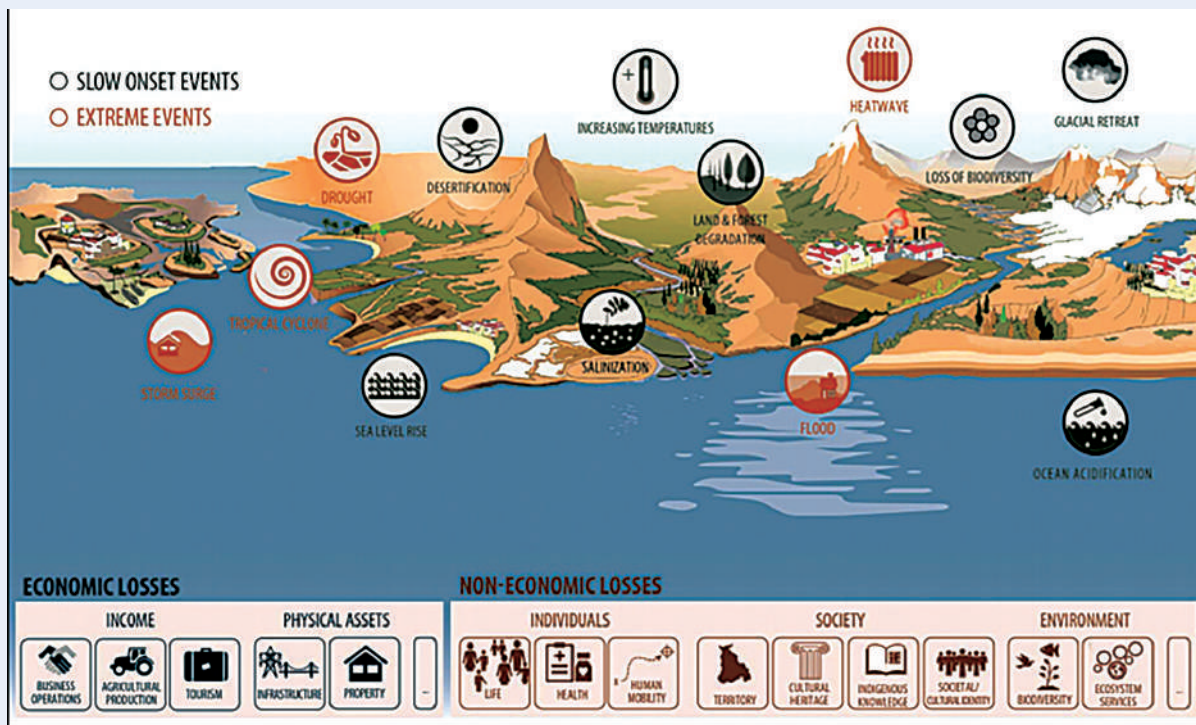 SLOW ONSET EVENTS
EXTREME EVENTS
INCREASING TEMPERATURES
HEATWAVE
GLACIAL RETREAT
DROUGHT
DESERTIFICATION
LOSS OF BIODIVERSITY
LAND & FOREST
DEGRADATION
TROPICAL CYCLONE
STORM SURGE
SEA LEVEL RISE
SALINIZATION
FLOOD
OCEAN ACIDIFICATION
ECONOMIC LOSSES
INCOME
PHYSICAL ASSETS
BUSINESS
OPERATIONS
AGRICULTURAL
PRODUCTION
TOURISM
INFRASTRUCTURE
PROPERTY
...
NON-ECONOMIC LOSSES
INDIVIDUALS
SOCIETY
ENVIRONMENT
LIFE
HEALTH
HUMAN
MOBILITY
TERRITORY
CULTURAL
HERITAGE
INDIGENOUS
KNOWLEDGE
SOCIETAL/
CULTURAL IDENTITY
BIODIVERSITY
ECOSYSTEM
SERVICES
...